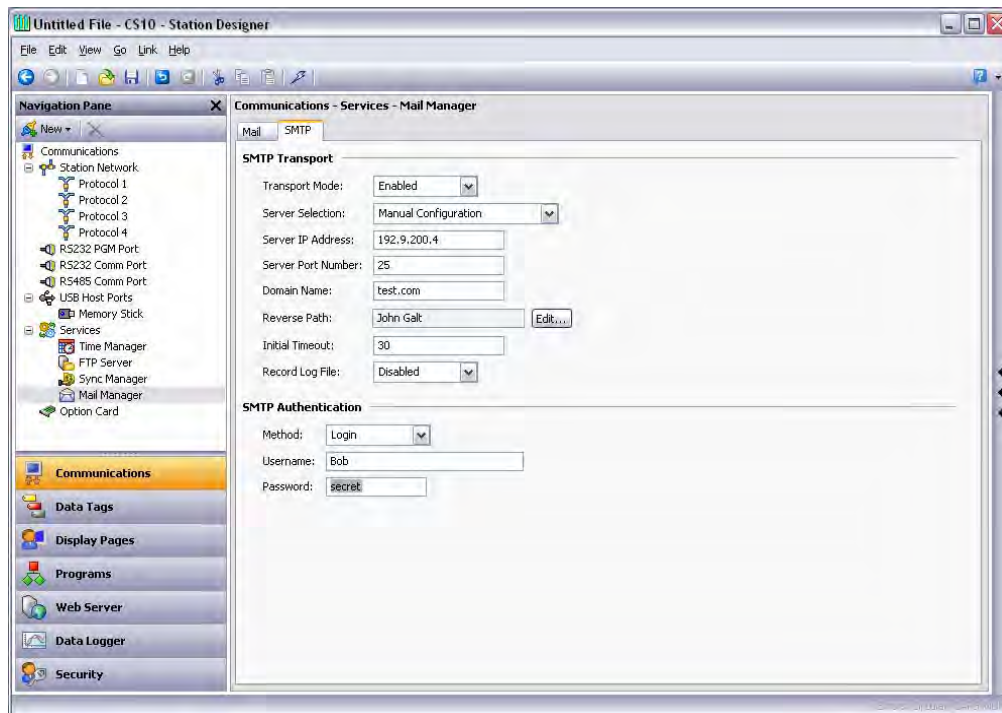 Untitled File - CS10 - Station Designer
File Edit View Go Link Help
Navigation Pane
New
Communications
Station Network
Protocol 1
Protocol 2
Protocol 3
Protocol 4
RS232 PGM Port
RS232 Comm Port
RS485 Comm Port
USB Host Ports
Memory Stick
Services
Time Manager
FTP Server
Sync Manager
Mail Manager
Option Card
Communications
Data Tags
Display Pages
Programs
Web Server
Data Logger
Security
Communications - Services - Mail Manager
Mail SMTP
SMTP Transport
Transport Mode: Enabled
Server Selection: Manual Configuration
Server IP Address: 192.9.200.4
Server Port Number: 25
Domain Name: test.com
Reverse Path: John Galt Edit...
Initial Timeout: 30
Record Log File: Disabled
SMTP Authentication
Method: Login
Username: Bob
Password: secret